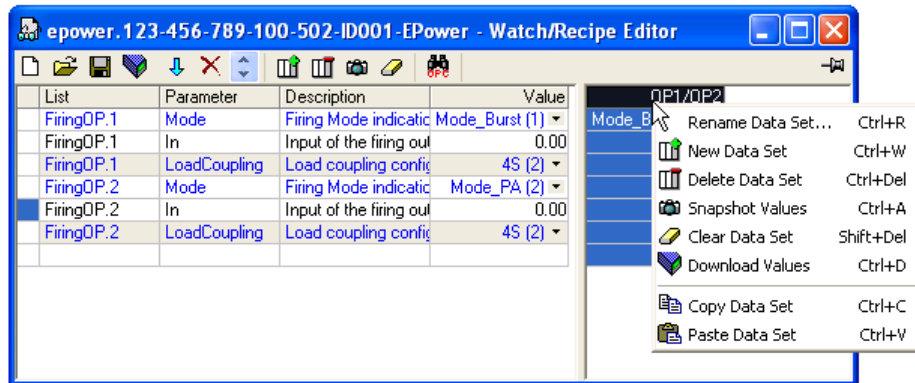 epower.123-456-789-100-502-ID001-EPower - Watch/Recipe Editor
OPC
List Parameter Description Value OP1/OP2
FiringOP.1 Mode Firing Mode indicatic Mode_Burst (1) Mode_B
FiringOP.1 In Input of the firing out 0.00
FiringOP.1 LoadCoupling Load coupling config 4S (2)
FiringOP.2 Mode Firing Mode indicatic Mode_PA (2)
FiringOP.2 In Input of the firing out 0.00
FiringOP.2 LoadCoupling Load coupling config 4S (2)
Rename Data Set... Ctrl+R
New Data Set Ctrl+W
Delete Data Set Ctrl+Del
Snapshot Values Ctrl+A
Clear Data Set Shift+Del
Download Values Ctrl+D
Copy Data Set Ctrl+C
Paste Data Set Ctrl+V